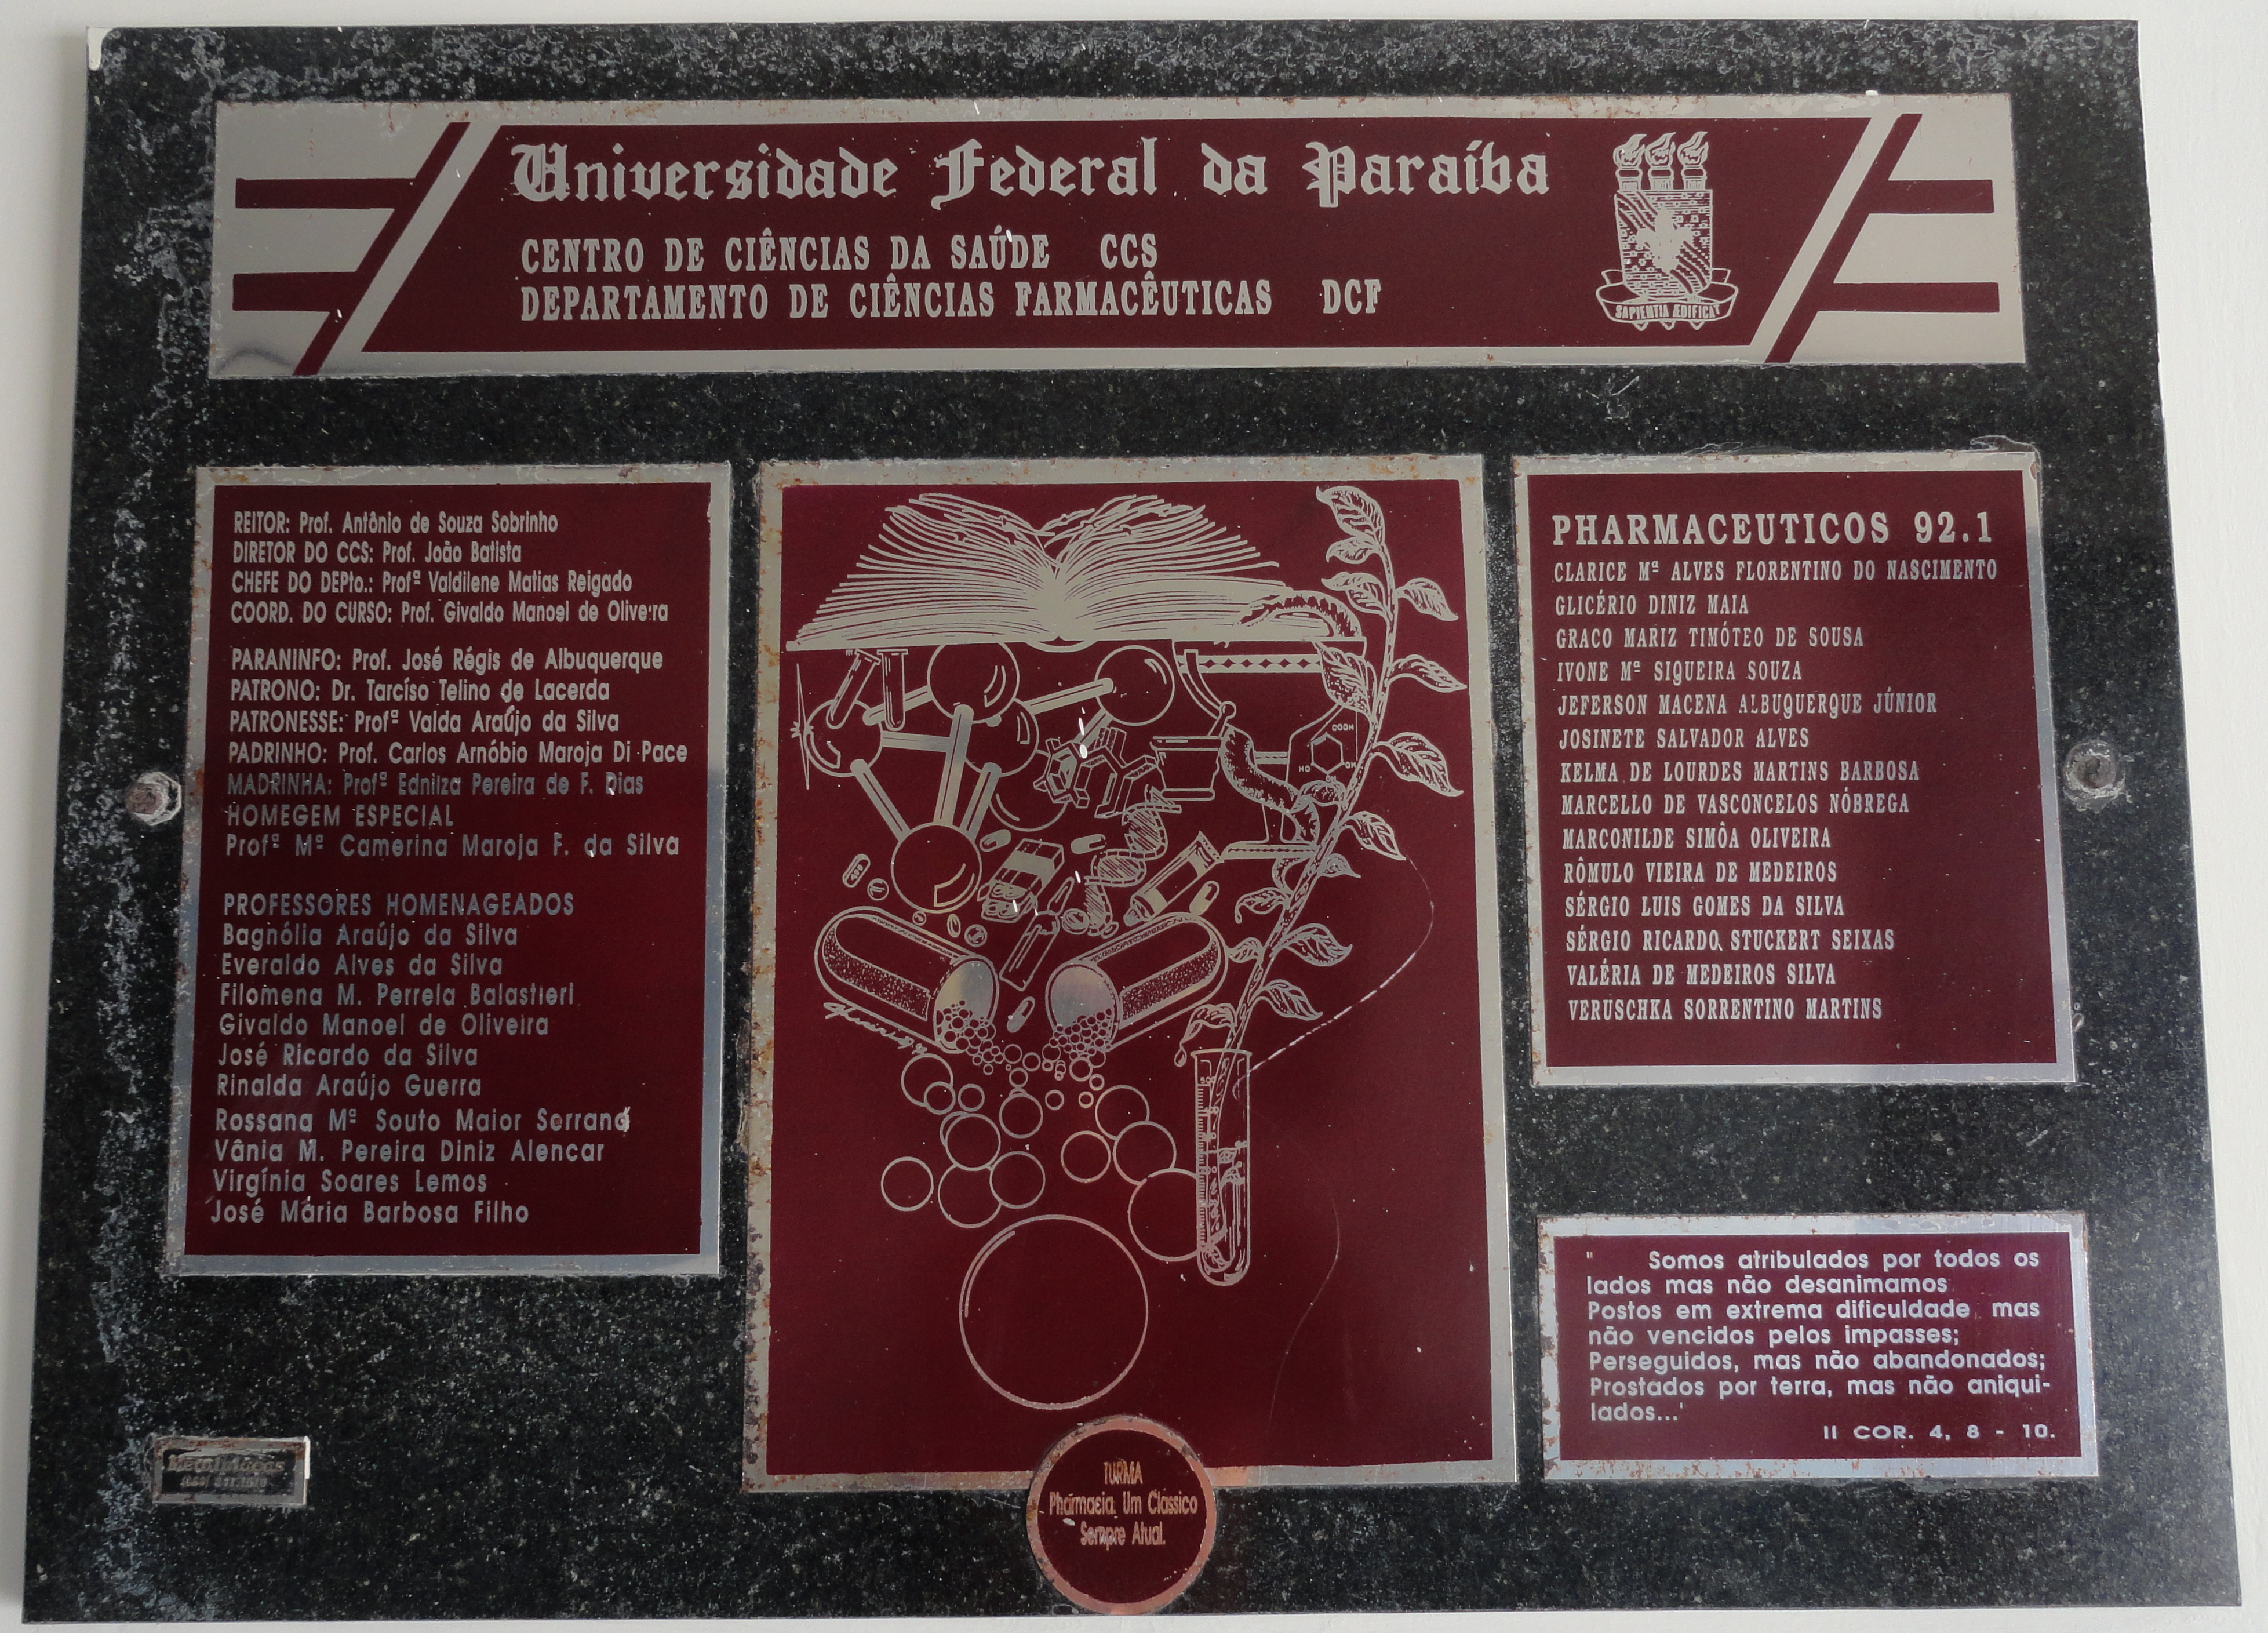 Universidade Federal da Paraíba
CENTRO DE CIÊNCIAS DA SAÚDE CCS
DEPARTAMENTO DE CIÊNCIAS FARMACÊUTICAS DCF
SAPIENTIA ÆDIFICAT
REITOR: Prof. Antônio de Souza Sobrinho
DIRETOR DO CCS: Prof. João Batista
CHEFE DO DEPto.: Profª Valdilene Matias Reigado
COORD. DO CURSO: Prof. Givaldo Manoel de Oliveira
PARANINFO: Prof. José Régis de Albuquerque
PATRONO: Dr. Tarcíso Telino de Lacerda
PATRONESSE: Profª Valda Araújo da Silva
PADRINHO: Prof. Carlos Arnóbio Maroja Di Pace
MADRINHA: Profª Ednilza Pereira de F. Dias
HOMEGEM ESPECIAL
Profª Mª Camerina Maroja F. da Silva
PROFESSORES HOMENAGEADOS
Bagnólia Araújo da Silva
Everaldo Alves da Silva
Filomena M. Perrela Balastieri
Givaldo Manoel de Oliveira
José Ricardo da Silva
Rinalda Araújo Guerra
Rossana Mª Souto Maior Serrano
Vânia M. Pereira Diniz Alencar
Virgínia Soares Lemos
José Mária Barbosa Filho
COOH
HO
OH
OH
PHARMACEUTICOS 92.1
CLARICE Mª ALVES FLORENTINO DO NASCIMENTO
GLICÉRIO DINIZ MAIA
GRACO MARIZ TIMÓTEO DE SOUSA
IVONE Mª SIQUEIRA SOUZA
JEFERSON MACENA ALBUQUERQUE JÚNIOR
JOSINETE SALVADOR ALVES
KELMA DE LOURDES MARTINS BARBOSA
MARCELLO DE VASCONCELOS NÓBREGA
MARCONILDE SIMÔA OLIVEIRA
RÔMULO VIEIRA DE MEDEIROS
SÉRGIO LUIS GOMES DA SILVA
SÉRGIO RICARDO STUCKERT SEIXAS
VALÉRIA DE MEDEIROS SILVA
VERUSCHKA SORRENTINO MARTINS
" Somos atribulados por todos os
lados mas não desanimamos
Postos em extrema dificuldade, mas
não vencidos pelos impasses;
Perseguidos, mas não abandonados;
Prostados por terra, mas não aniqui-
lados..."
II COR. 4, 8 - 10.
TURMA
Pharmacia, Um Clássico
Sempre Atual.